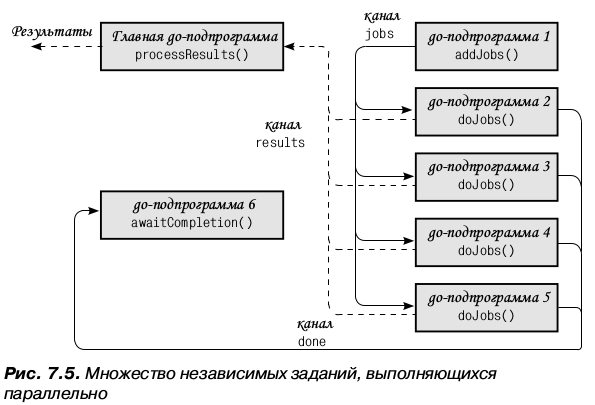 Результаты
Главная go-подпрограмма
processResults()
канал
jobs
go-подпрограмма 1
addJobs()
go-подпрограмма 2
doJobs()
канал
results
go-подпрограмма 3
doJobs()
go-подпрограмма 6
awaitCompletion()
go-подпрограмма 4
doJobs()
go-подпрограмма 5
doJobs()
канал
done
Рис. 7.5. Множество независимых заданий, выполняющихся
параллельно